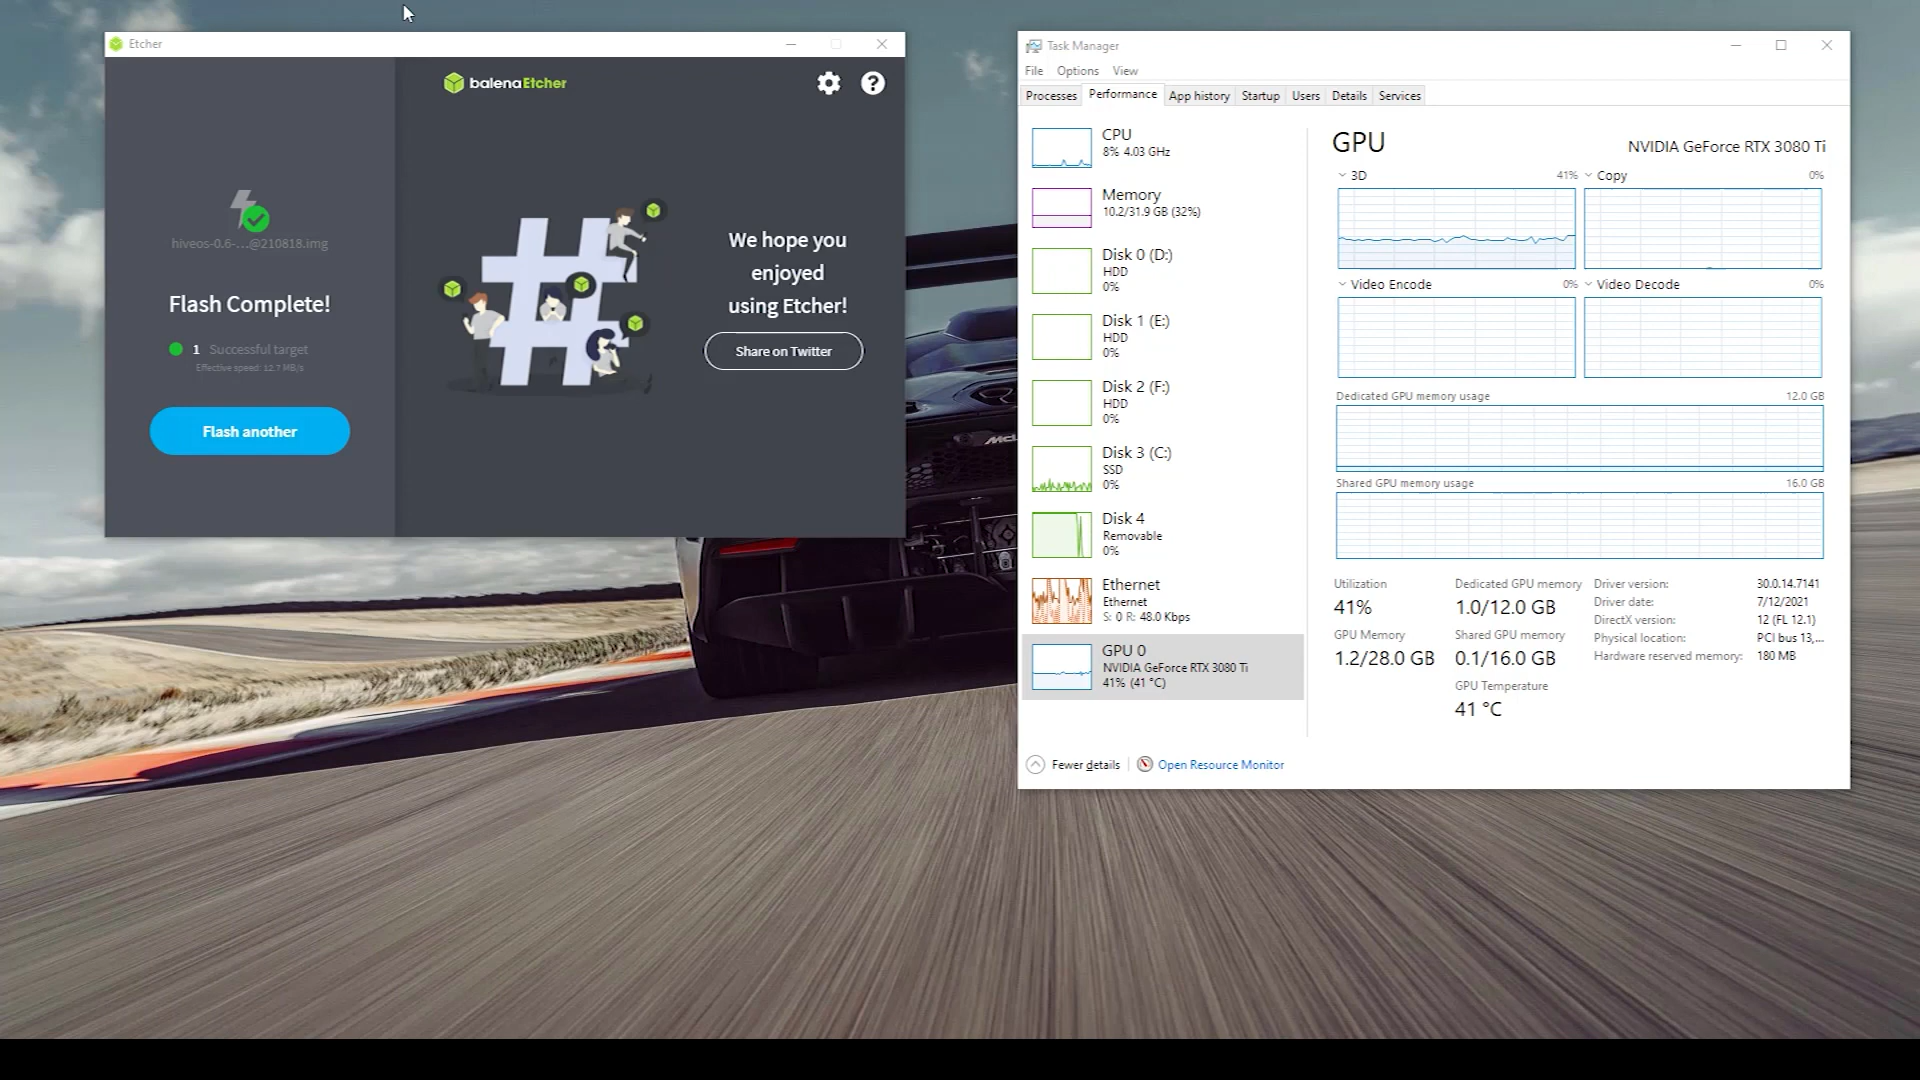 Etcher
balenaEtcher
hiveos-0.6-...@210818.img
Flash Complete!
1 Successful target
Effective speed: 12.7 MB/s
Flash another
We hope you
enjoyed
using Etcher!
Share on Twitter
Task Manager
File Options View
Processes Performance App history Startup Users Details Services
CPU
8% 4.03 GHz
Memory
10.2/31.9 GB (32%)
Disk 0 (D:)
HDD
0%
Disk 1 (E:)
HDD
0%
Disk 2 (F:)
HDD
0%
Disk 3 (C:)
SSD
0%
Disk 4
Removable
0%
Ethernet
Ethernet
S: 0 R: 48.0 Kbps
GPU 0
NVIDIA GeForce RTX 3080 Ti
41% (41 °C)
GPU NVIDIA GeForce RTX 3080 Ti
3D 41% Copy 0%
Video Encode 0% Video Decode 0%
Dedicated GPU memory usage 12.0 GB
Shared GPU memory usage 16.0 GB
Utilization
41%
GPU Memory
1.2/28.0 GB
Dedicated GPU memory
1.0/12.0 GB
Shared GPU memory
0.1/16.0 GB
GPU Temperature
41 °C
Driver version: 30.0.14.7141
Driver date: 7/12/2021
DirectX version: 12 (FL 12.1)
Physical location: PCI bus 13,...
Hardware reserved memory: 180 MB
Fewer details Open Resource Monitor